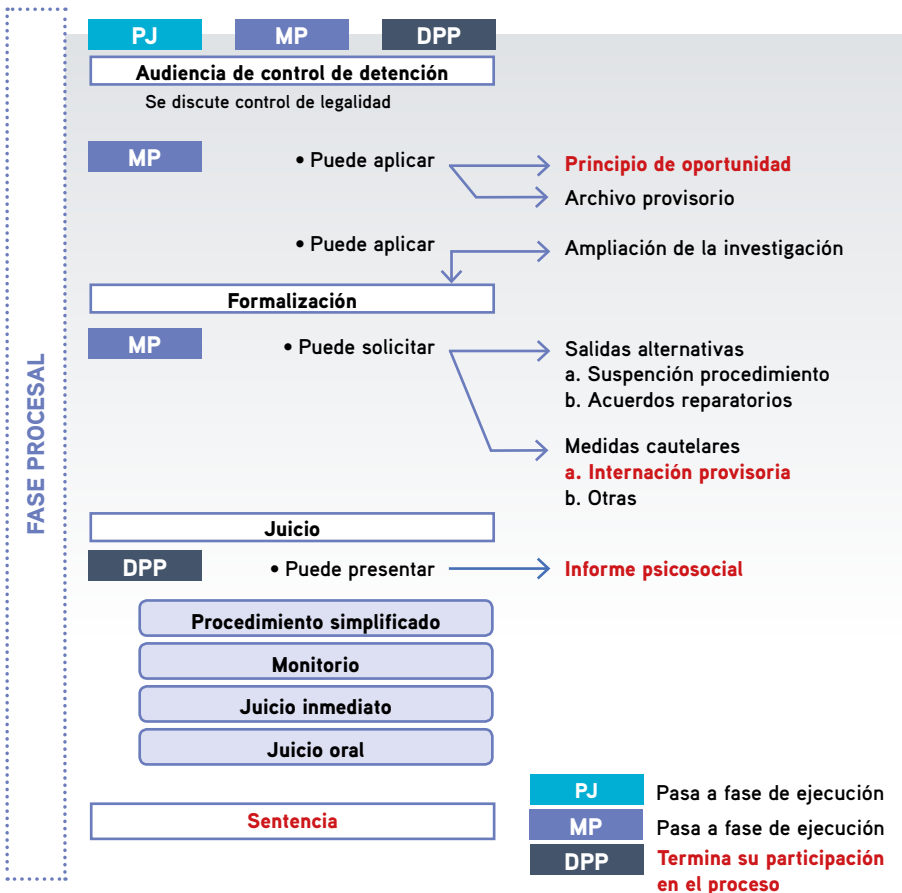 FASE PROCESAL
PJ MP DPP
Audiencia de control de detención
Se discute control de legalidad
MP • Puede aplicar Principio de oportunidad
Archivo provisorio
• Puede aplicar Ampliación de la investigación
Formalización
MP • Puede solicitar Salidas alternativas
a. Suspención procedimiento
b. Acuerdos reparatorios
Medidas cautelares
a. Internación provisoria
b. Otras
Juicio
DPP • Puede presentar Informe psicosocial
Procedimiento simplificado
Monitorio
Juicio inmediato
Juicio oral
Sentencia
PJ Pasa a fase de ejecución
MP Pasa a fase de ejecución
DPP Termina su participación
en el proceso